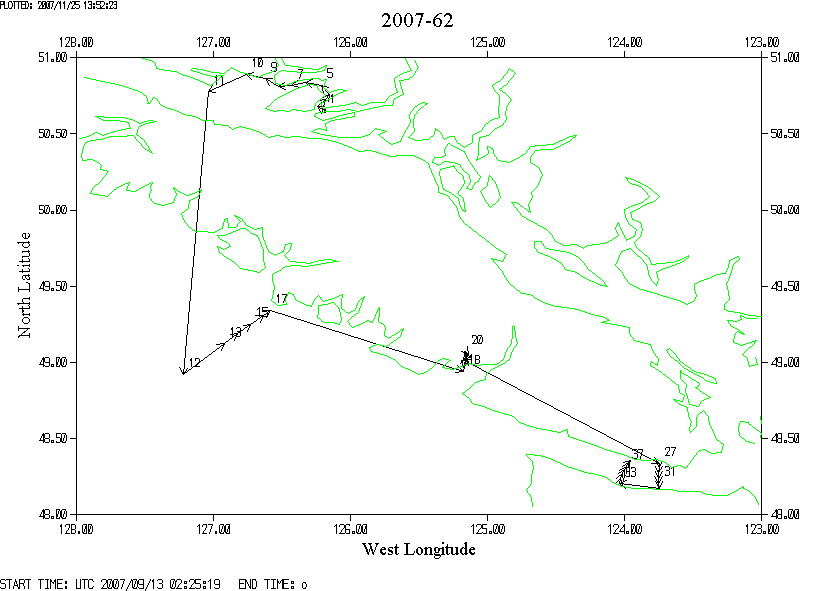 PLOTTED: 2007/11/25 13:52:23
2007-62
128.00 127.00 126.00 125.00 124.00 123.00
51.00 51.00
10 9 7 5
11
50.50 50.50
50.00 50.00
North Latitude
49.50 49.50
17
15
13
20
49.00 49.00
12 18
48.50 48.50
37 27
33 31
48.00 48.00
128.00 127.00 126.00 125.00 124.00 123.00
West Longitude
START TIME: UTC 2007/09/13 02:25:19 END TIME: o